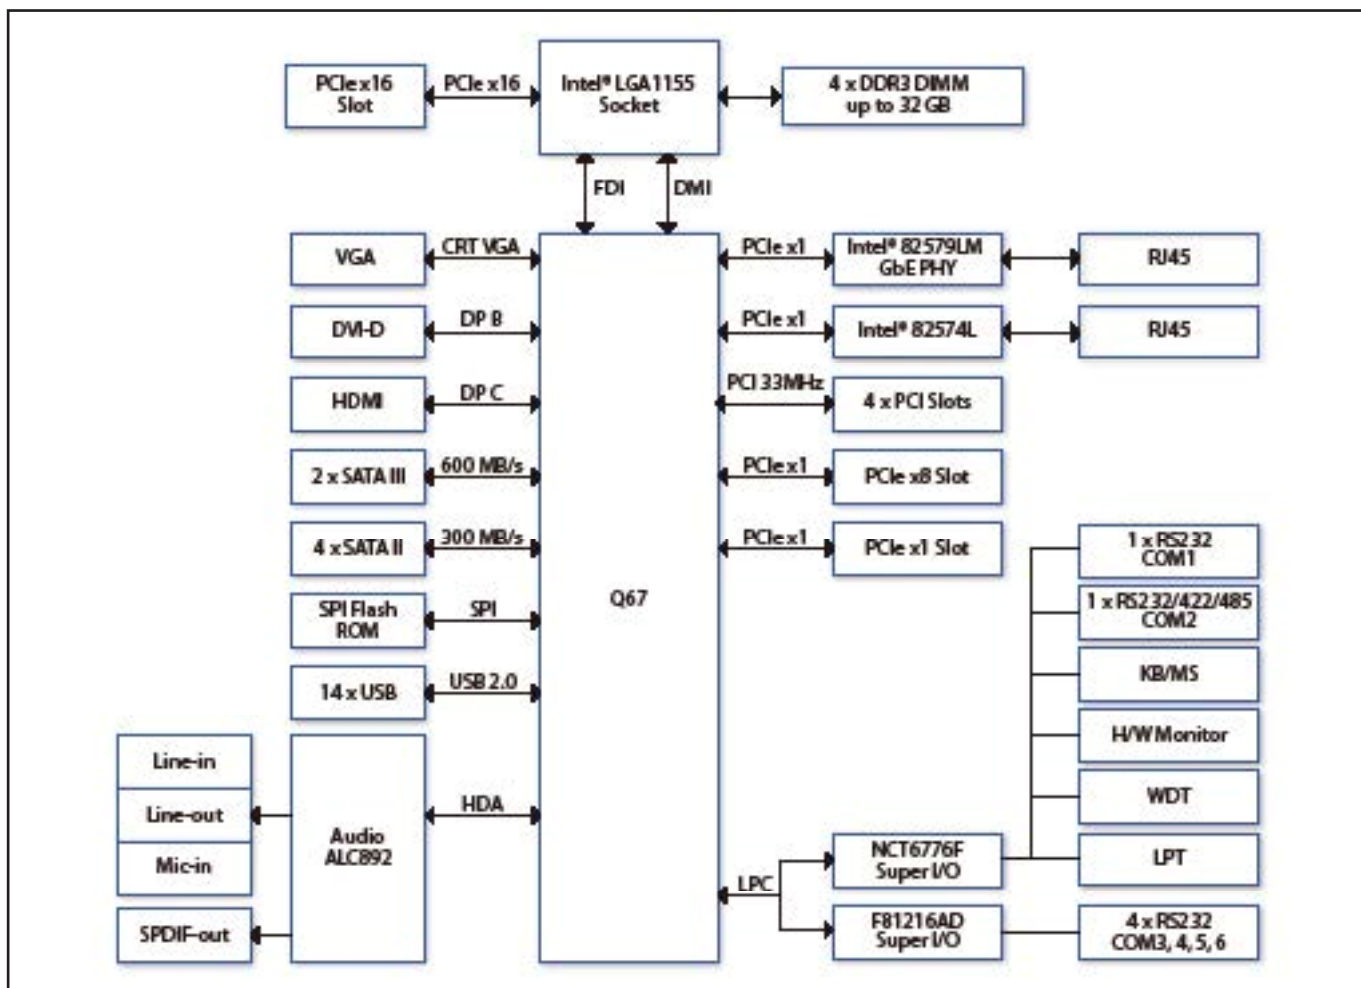 PCIe x16
Slot
PCIe x16
Intel® LGA1155
Socket
4 x DDR3 DIMM
up to 32 GB
FDI
DMI
VGA
CRT VGA
PCIe x1
Intel® 82579LM
GbE PHY
RJ45
DVI-D
DP B
PCIe x1
Intel® 82574L
RJ45
HDMI
DP C
PCI 33MHz
4 x PCI Slots
2 x SATA III
600 MB/s
PCIe x1
PCIe x8 Slot
4 x SATA II
300 MB/s
PCIe x1
PCIe x1 Slot
1 x RS232
COM1
Q67
SPI Flash
ROM
SPI
1 x RS232/422/485
COM2
14 x USB
USB 2.0
KB/MS
H/W Monitor
Line-in
Line-out
Mic-in
SPDIF-out
Audio
ALC892
HDA
WDT
LPC
NCT6776F
Super I/O
LPT
F81216AD
Super I/O
4 x RS232
COM3, 4, 5, 6